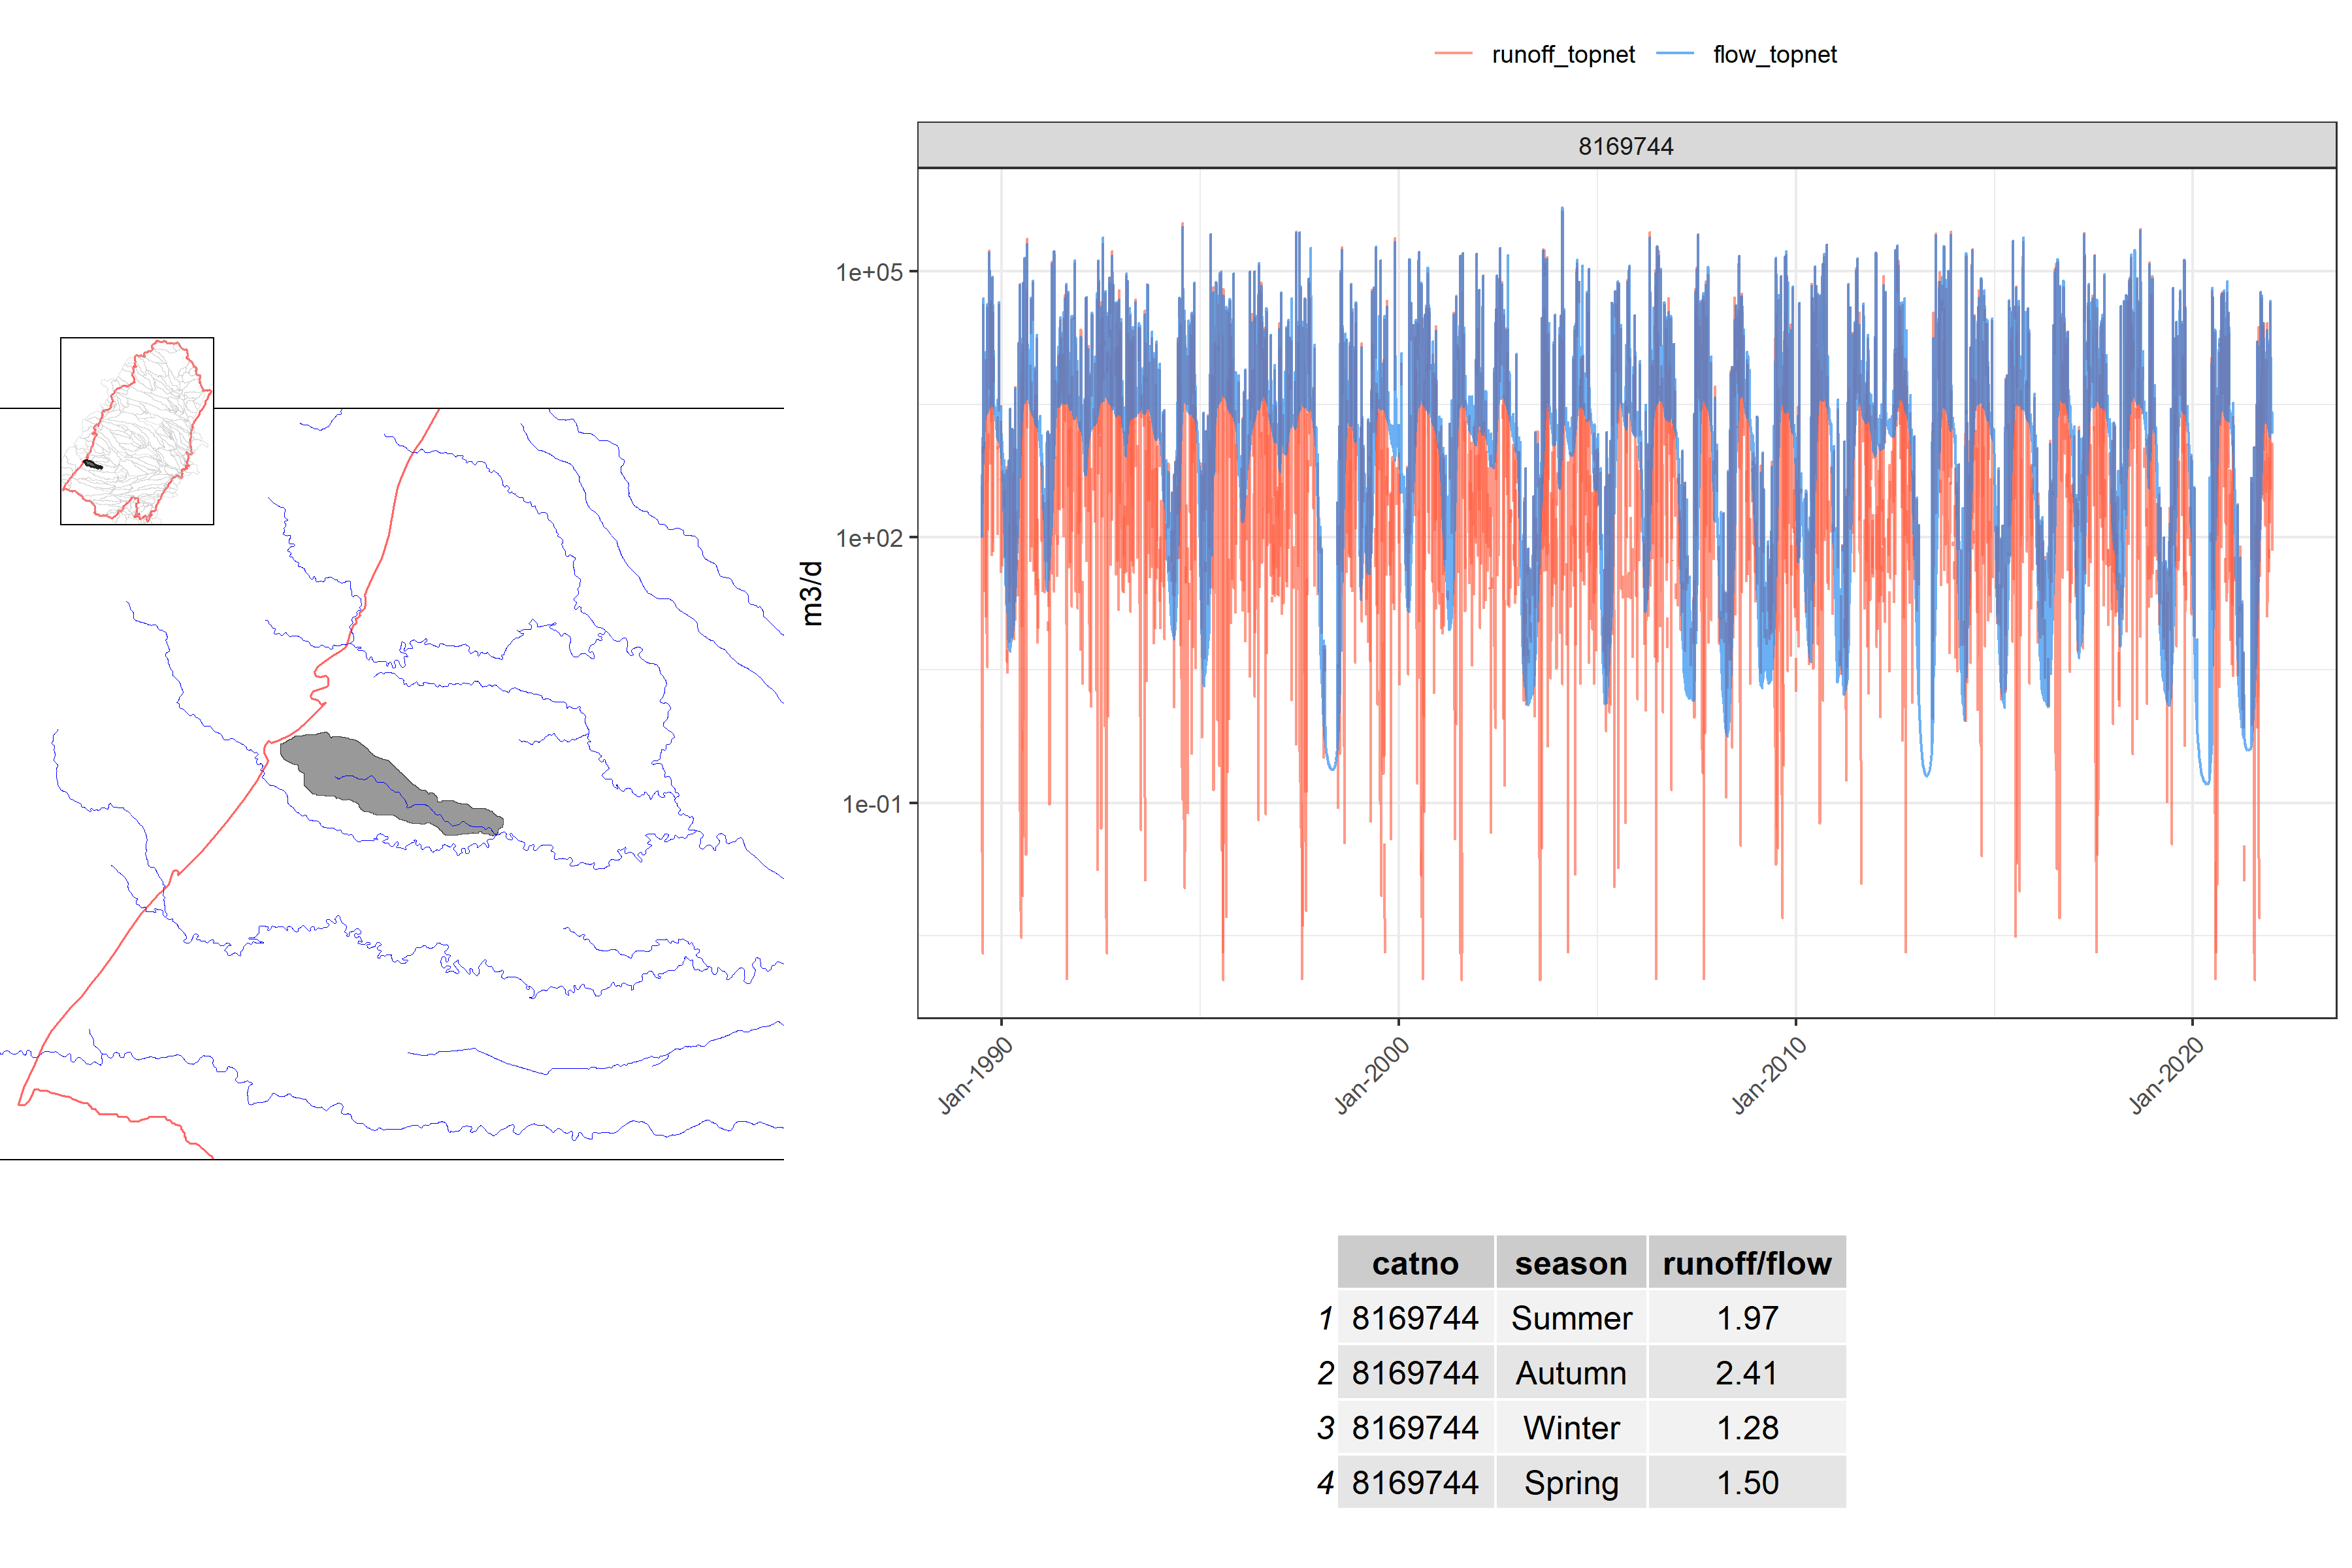 runoff_topnet flow_topnet
8169744
1e+05
1e+02
1e-01
m3/d
Jan-1990 Jan-2000 Jan-2010 Jan-2020
catno season runoff/flow
1 8169744 Summer 1.97
2 8169744 Autumn 2.41
3 8169744 Winter 1.28
4 8169744 Spring 1.50